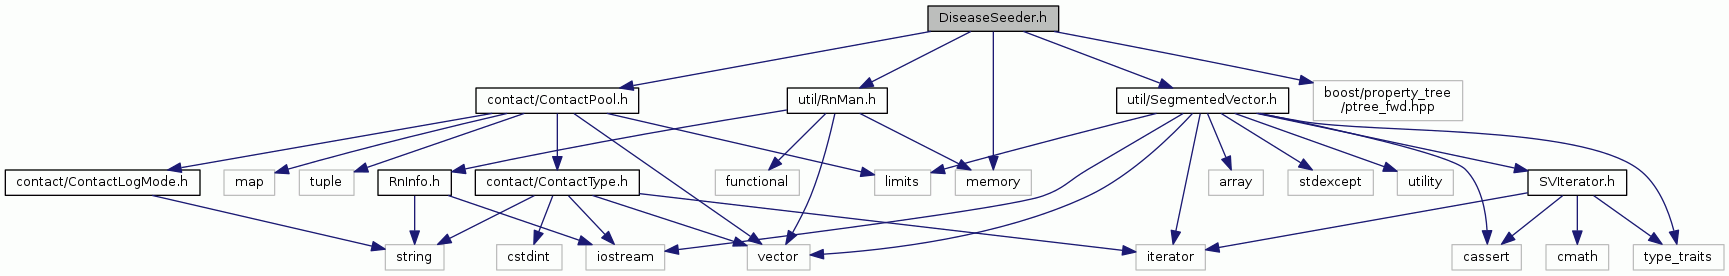 DiseaseSeeder.h
contact/ContactPool.h
util/RnMan.h
util/SegmentedVector.h
boost/property_tree
/ptree_fwd.hpp
contact/ContactLogMode.h
map
tuple
RnInfo.h
contact/ContactType.h
functional
limits
memory
array
stdexcept
utility
SVIterator.h
string
cstdint
iostream
vector
iterator
cassert
cmath
type_traits